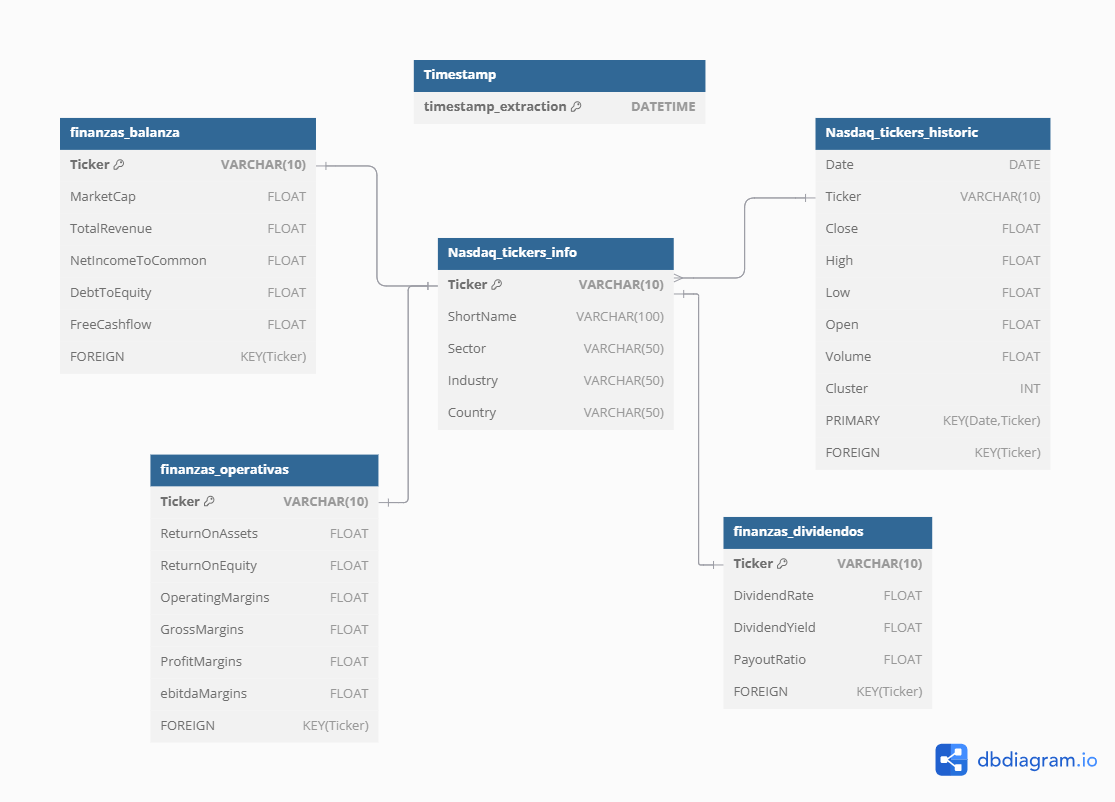 Timestamp
timestamp_extraction DATETIME
finanzas_balanza
Ticker VARCHAR(10)
MarketCap FLOAT
TotalRevenue FLOAT
NetIncomeToCommon FLOAT
DebtToEquity FLOAT
FreeCashflow FLOAT
FOREIGN KEY(Ticker)
Nasdaq_tickers_historic
Date DATE
Ticker VARCHAR(10)
Close FLOAT
High FLOAT
Low FLOAT
Open FLOAT
Volume FLOAT
Cluster INT
PRIMARY KEY(Date,Ticker)
FOREIGN KEY(Ticker)
Nasdaq_tickers_info
Ticker VARCHAR(10)
ShortName VARCHAR(100)
Sector VARCHAR(50)
Industry VARCHAR(50)
Country VARCHAR(50)
finanzas_operativas
Ticker VARCHAR(10)
ReturnOnAssets FLOAT
ReturnOnEquity FLOAT
OperatingMargins FLOAT
GrossMargins FLOAT
ProfitMargins FLOAT
ebitdaMargins FLOAT
FOREIGN KEY(Ticker)
finanzas_dividendos
Ticker VARCHAR(10)
DividendRate FLOAT
DividendYield FLOAT
PayoutRatio FLOAT
FOREIGN KEY(Ticker)
dbdiagram.io